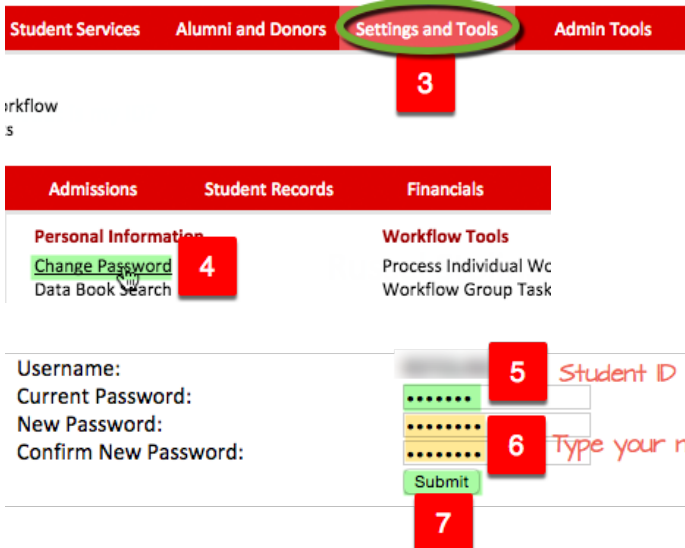 Student Services Alumni and Donors Settings and Tools Admin Tools
3
rkflow
s
Admissions Student Records Financials
Personal Information Workflow Tools
Change Password 4 Process Individual Wo
Data Book Search Workflow Group Task
Username: 5 Student ID
Current Password:
New Password:
Confirm New Password: 6 Type your n
Submit
7